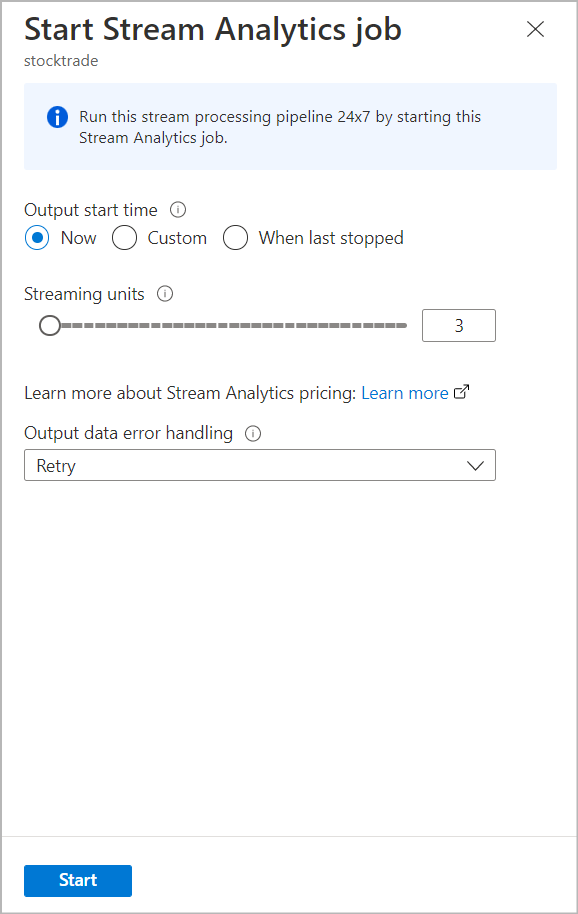 Start Stream Analytics job
stocktrade
Run this stream processing pipeline 24x7 by starting this
Stream Analytics job.
Output start time
Now Custom When last stopped
Streaming units
3
Learn more about Stream Analytics pricing: Learn more
Output data error handling
Retry
Start